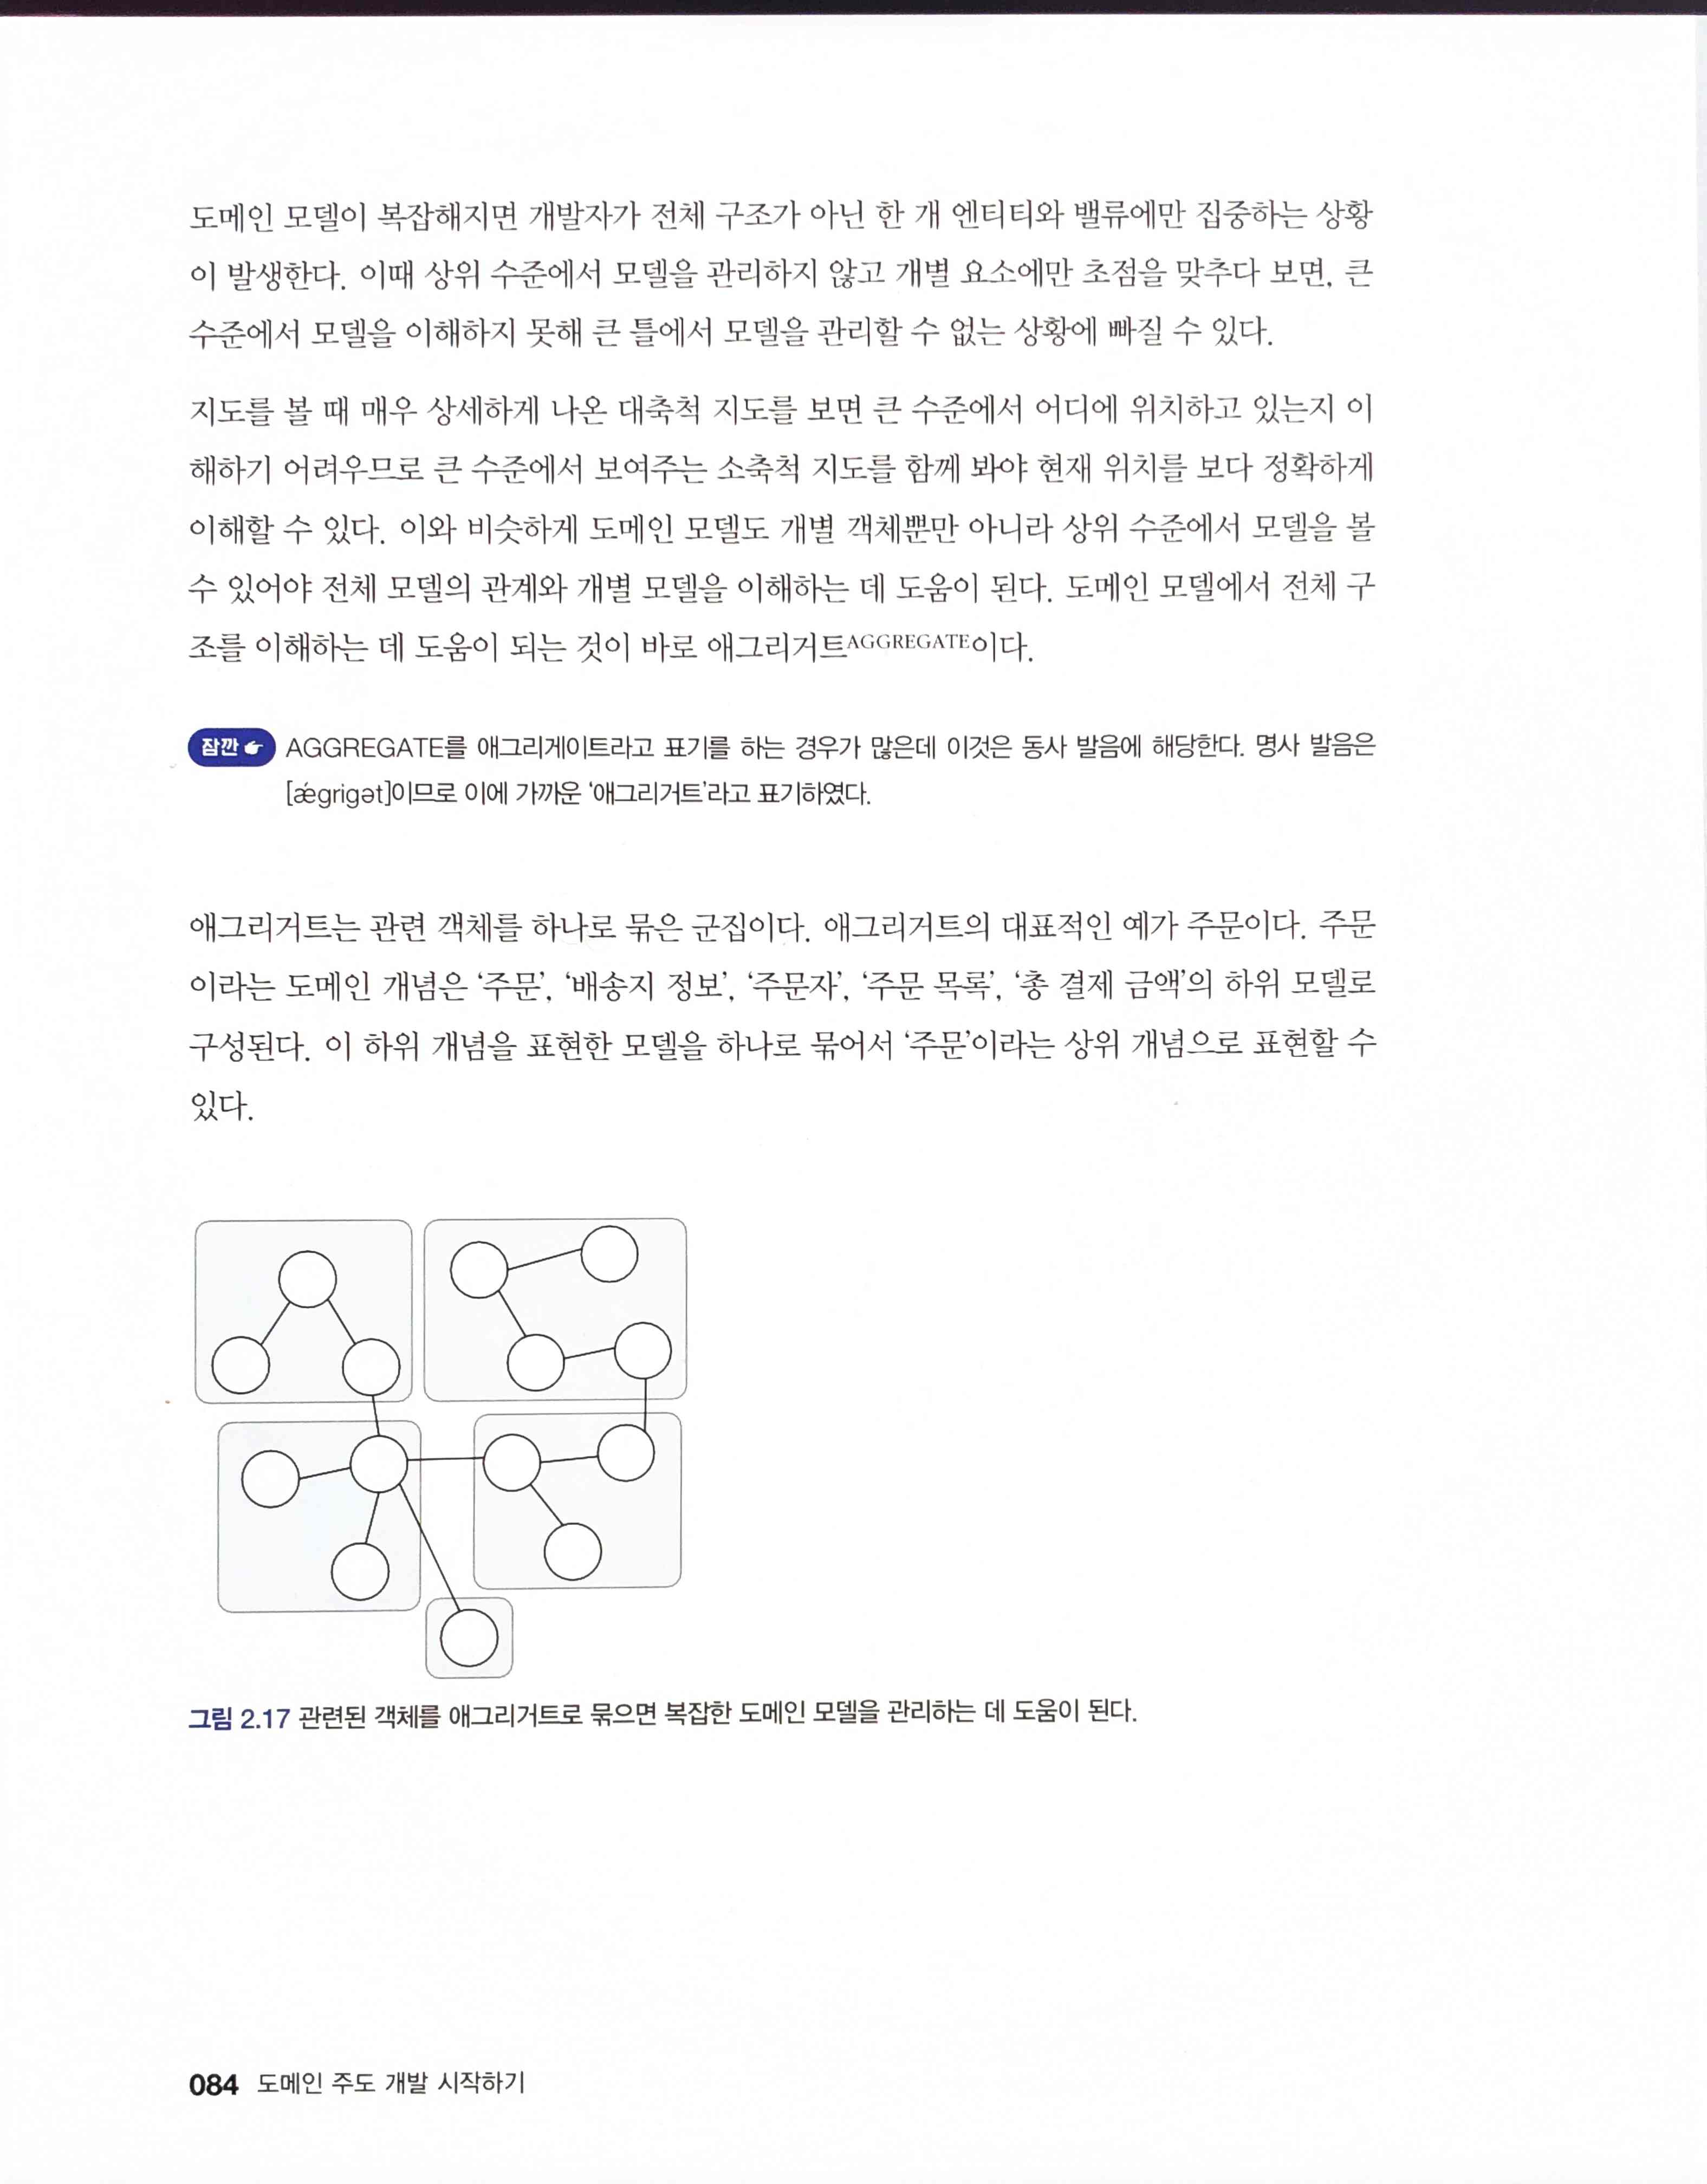 도메인 모델이 복잡해지면 개발자가 전체 구조가 아닌 한 개 엔티티와 밸류에만 집중하는 상황
이 발생한다. 이때 상위 수준에서 모델을 관리하지 않고 개별 요소에만 초점을 맞추다 보면, 큰
수준에서 모델을 이해하지 못해 큰 틀에서 모델을 관리할 수 없는 상황에 빠질 수 있다.
지도를 볼 때 매우 상세하게 나온 대축척 지도를 보면 큰 수준에서 어디에 위치하고 있는지 이
해하기 어려우므로 큰 수준에서 보여주는 소축척 지도를 함께 봐야 현재 위치를 보다 정확하게
이해할 수 있다. 이와 비슷하게 도메인 모델도 개별 객체뿐만 아니라 상위 수준에서 모델을 볼
수 있어야 전체 모델의 관계와 개별 모델을 이해하는 데 도움이 된다. 도메인 모델에서 전체 구
조를 이해하는 데 도움이 되는 것이 바로 애그리거트AGGREGATE이다.
잠깐 AGGREGATE를 애그리게이트라고 표기를 하는 경우가 많은데 이것은 동사 발음에 해당한다. 명사 발음은
[ǽgrigət]이므로 이에 가까운 ‘애그리거트’라고 표기하였다.
애그리거트는 관련 객체를 하나로 묶은 군집이다. 애그리거트의 대표적인 예가 주문이다. 주문
이라는 도메인 개념은 ‘주문’, ‘배송지 정보’, ‘주문자’, ‘주문 목록’, ‘총 결제 금액’의 하위 모델로
구성된다. 이 하위 개념을 표현한 모델을 하나로 묶어서 ‘주문’이라는 상위 개념으로 표현할 수
있다.
그림 2.17 관련된 객체를 애그리거트로 묶으면 복잡한 도메인 모델을 관리하는 데 도움이 된다.
084 도메인 주도 개발 시작하기